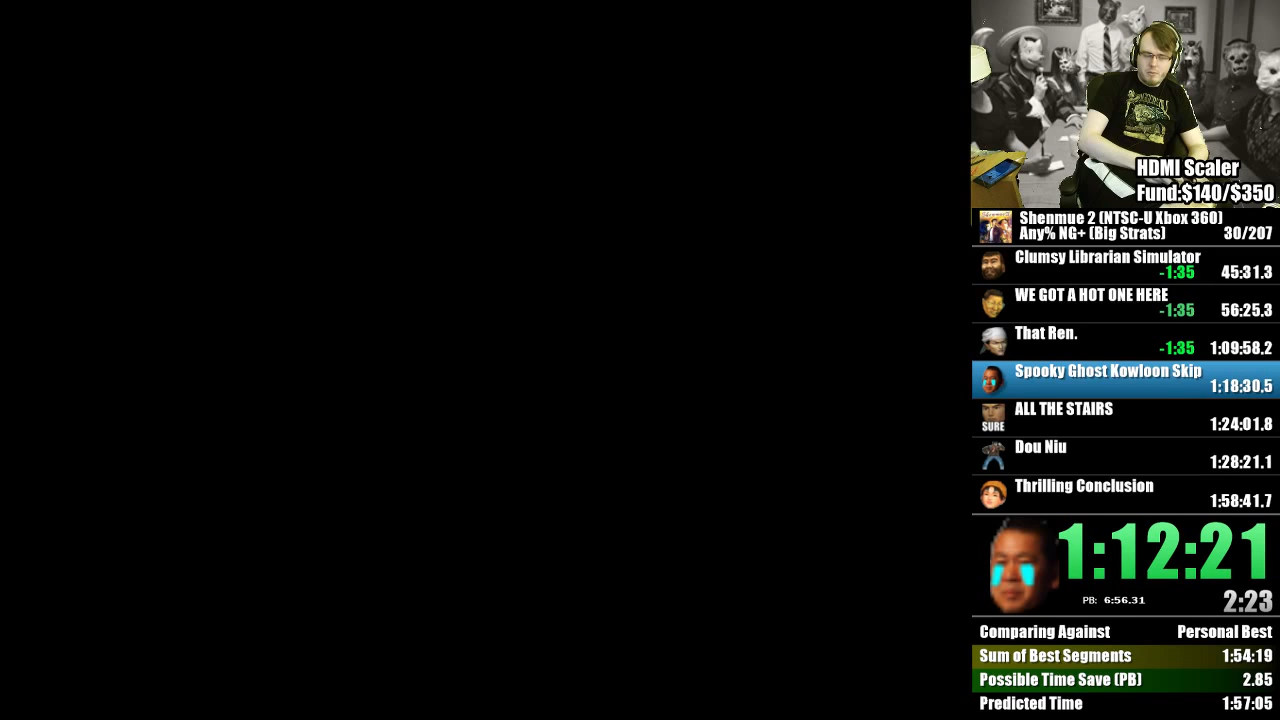 HDMI Scaler
Fund:$140/$350
Shenmue 2 (NTSC-U Xbox 360)
Any% NG+ (Big Strats) 30/207
Clumsy Librarian Simulator
-1:35 45:31.3
WE GOT A HOT ONE HERE
-1:35 56:25.3
That Ren.
-1:35 1:09:58.2
Spooky Ghost Kowloon Skip
1:18:30.5
ALL THE STAIRS
SURE 1:24:01.8
Dou Niu
1:28:21.1
Thrilling Conclusion
1:58:41.7
1:12:21
PB: 6:56.31 2:23
Comparing Against Personal Best
Sum of Best Segments 1:54:19
Possible Time Save (PB) 2.85
Predicted Time 1:57:05